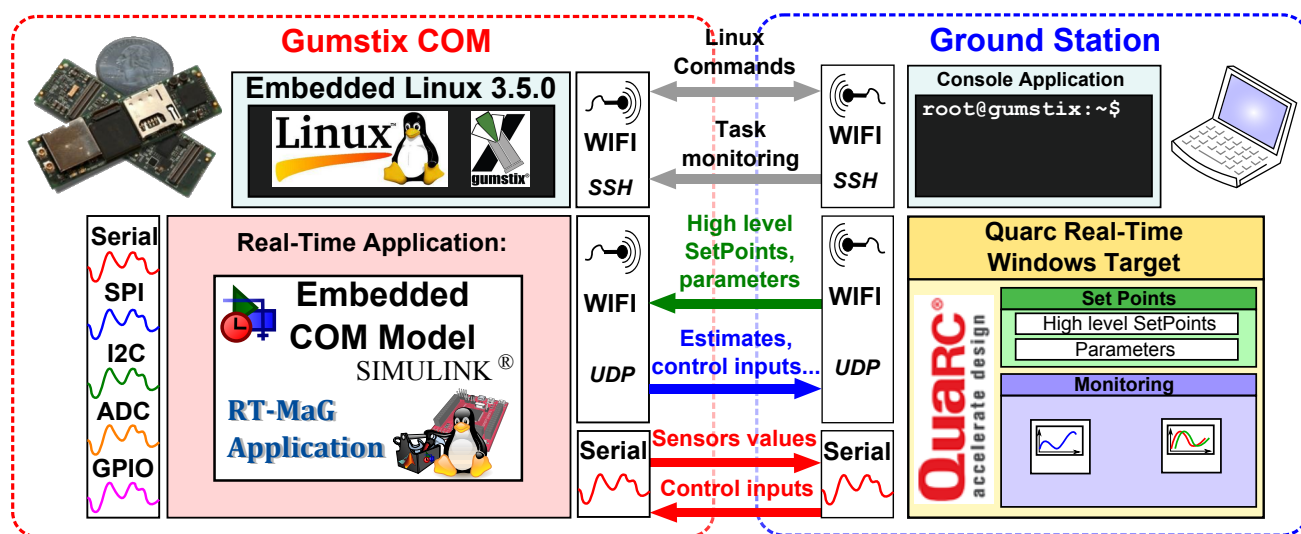 Gumstix COM
Embedded Linux 3.5.0
Linux™
gumstix®
WIFI
SSH
Linux
Commands
Task
monitoring
Ground Station
WIFI
SSH
Console Application
root@gumstix:~$
Serial
SPI
I2C
ADC
GPIO
Real-Time Application:
Embedded
COM Model
SIMULINK ®
RT-MaG
Application
WIFI
UDP
Serial
High level
SetPoints,
parameters
Estimates,
control inputs...
Sensors values
Control inputs
WIFI
UDP
Serial
Quarc Real-Time
Windows Target
QUARC®
accelerate design
Set Points
High level SetPoints
Parameters
Monitoring